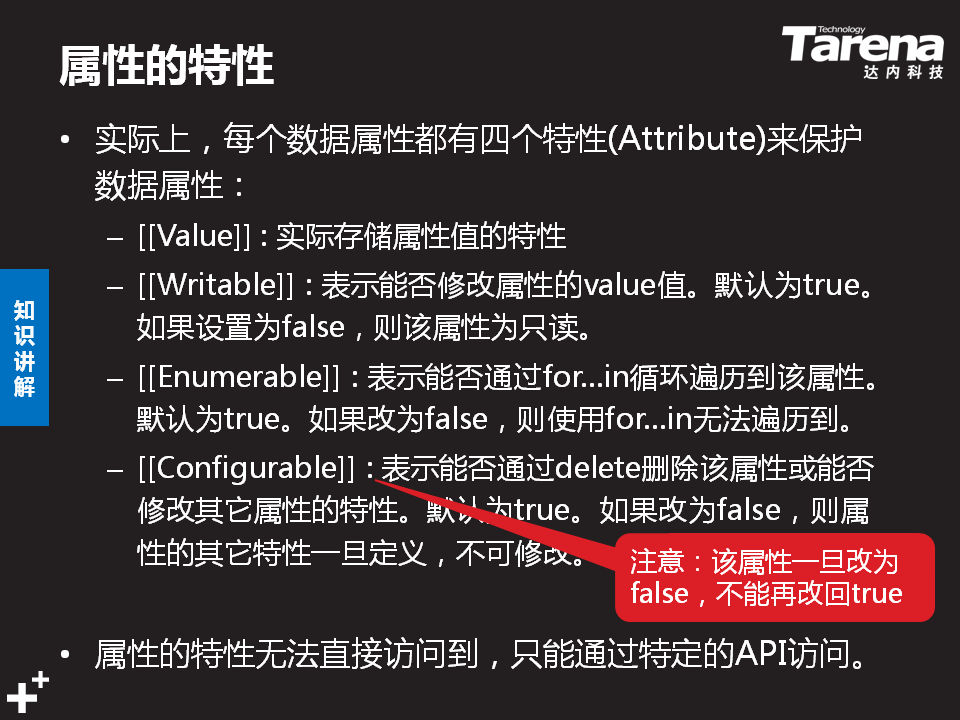 属性的特性
Technology
Tarena
达内科技
• 实际上，每个数据属性都有四个特性(Attribute)来保护
数据属性：
– [[Value]]：实际存储属性值的特性
– [[Writable]]：表示能否修改属性的value值。默认为true。
如果设置为false，则该属性为只读。
– [[Enumerable]]：表示能否通过for...in循环遍历到该属性。
默认为true。如果改为false，则使用for...in无法遍历到。
– [[Configurable]]：表示能否通过delete删除该属性或能否
修改其它属性的特性。默认为true。如果改为false，则属
性的其它特性一旦定义，不可修改。
注意：该属性一旦改为
false，不能再改回true
• 属性的特性无法直接访问到，只能通过特定的API访问。
知
识
讲
解